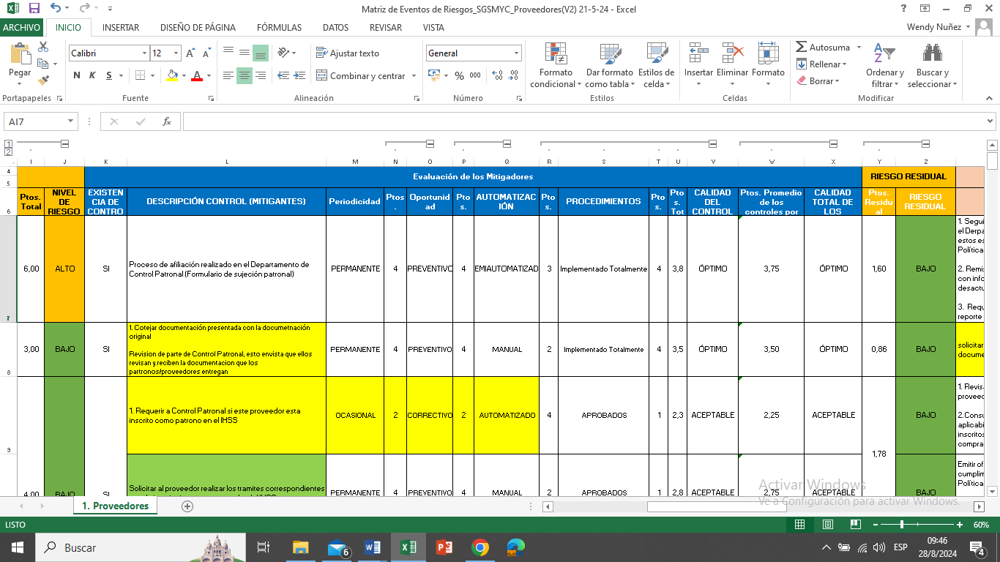 Matriz de Eventos de Riesgos_SGSMYC_Proveedores(V2) 21-5-24 - Excel
ARCHIVO INICIO INSERTAR DISEÑO DE PÁGINA FÓRMULAS DATOS REVISAR VISTA Wendy Nuñez
Pegar
Portapapeles
Calibri 12
N K S
Fuente
Ajustar texto
Combinar y centrar
Alineación
General
% 000
Número
Formato condicional
Dar formato como tabla
Estilos de celda
Estilos
Insertar Eliminar Formato
Celdas
Autosuma
Rellenar
Borrar
Ordenar y filtrar
Buscar y seleccionar
Modificar
AI7
fx
1
2
I J K L M N O P Q R S T U V W X Y Z
4
5
Evaluación de los Mitigadores RIESGO RESIDUAL
6
Ptos. Total
NIVEL DE RIESGO
EXISTEN CIA DE CONTRO
DESCRIPCIÓN CONTROL (MITIGANTES)
Periodicidad
Ptos .
Oportunid ad
Pto s.
AUTOMATIZAC IÓN
Pto s.
PROCEDIMIENTOS
Pto s.
Pto s. Tot
CALIDAD DEL CONTROL
Ptos. Promedio de los controles por
CALIDAD TOTAL DE LOS
Ptos. Residu al
RIESGO RESIDUAL
7
6,00 ALTO SI
Proceso de afiliación realizado en el Departamento de
Control Patronal (Formulario de sujeción patronal)
PERMANENTE 4 PREVENTIVO 4 EMIAUTOMATIZAD 3 Implementado Totalmente 4 3,8 ÓPTIMO 3,75 ÓPTIMO 1,60 BAJO
1. Segui
el Derpa
estos es
Política
2. Remis
con info
desactu
3. Requ
reporte
8
3,00 BAJO SI
1. Cotejar documentación presentada con la documetnación
original
Revision de parte de Control Patronal, esto envista que ellos
revisan y reciben la documentacion que los
partronos/proveedores entregan
PERMANENTE 4 PREVENTIVO 4 MANUAL 2 Implementado Totalmente 4 3,5 ÓPTIMO 3,50 ÓPTIMO 0,86 BAJO
solicitar
docume
9
1. Requerir a Control Patronal si este proveedor esta
inscrito como patrono en el IHSS
OCASIONAL 2 CORRECTIVO 2 AUTOMATIZADO 4 APROBADOS 1 2,3 ACEPTABLE 2,25 ACEPTABLE BAJO
1. Revisa
proveed
2.Consu
aplicabi
inscritos
compra
1,78
4,00 BAJO SI
Solicitar al proveedor realizar los tramites correspondientes
PERMANENTE 4 PREVENTIVO 4 MANUAL 2 APROBADOS 1 2,8 ACEPTABLE 2,75 ACEPTABLE BAJO
Emitir of
cumplim
Política
Activar Windows
Ve a Configuración para activar Windows.
1. Proveedores
LISTO 60%
Buscar
6
ESP
09:46
28/8/2024
4